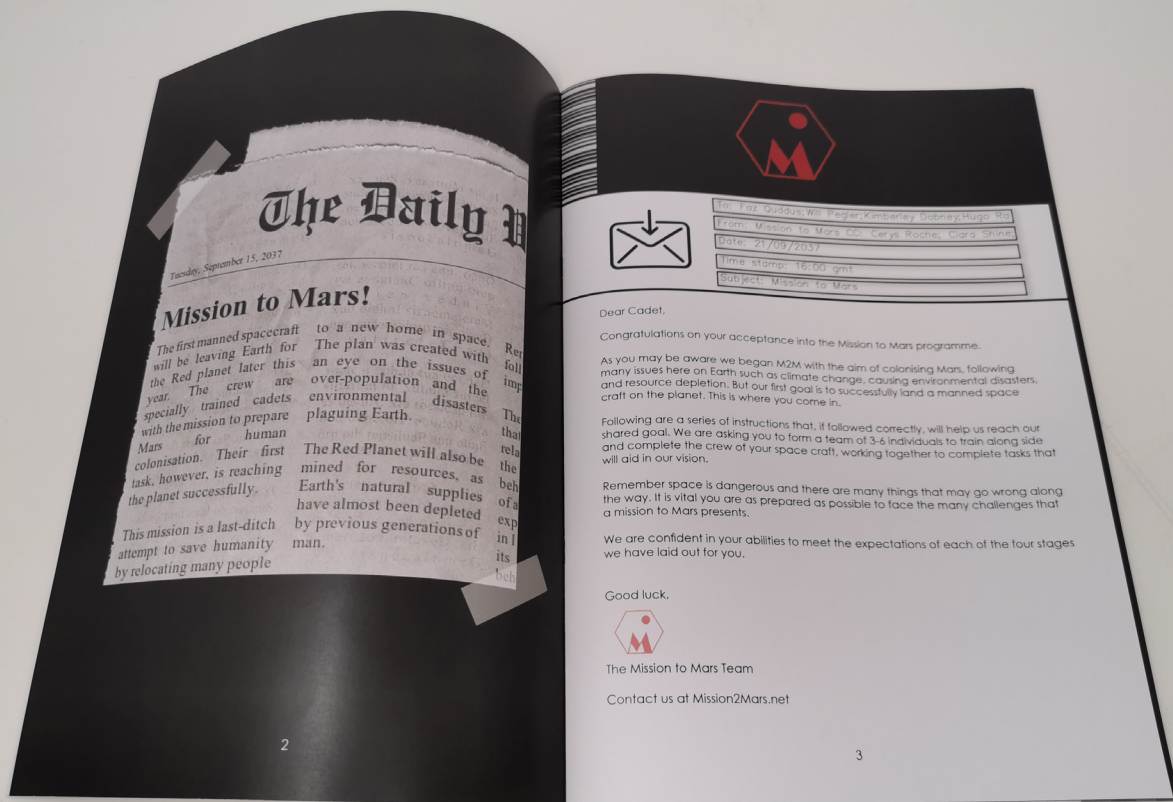 The Daily
Tuesday, September 15, 2037
Mission to Mars!
The first manned spacecraft
will be leaving Earth for
the Red planet later this
year. The crew are
specially trained cadets
with the mission to prepare
Mars for human
colonisation. Their first
task, however, is reaching
the planet successfully.
This mission is a last-ditch
attempt to save humanity
by relocating many people
to a new home in space.
The plan was created with
an eye on the issues of
over-population and the
environmental disasters
plaguing Earth.
The Red Planet will also be
mined for resources, as
Earth's natural supplies
have almost been depleted
by previous generations of
man.
Rer
foll
imp
The
that
rela
the
beh
of a
exp
in l
its
beh
2
M
To: Faz Quddus;Will Pegler;Kimberley Dobney;Hugo Ro
From: Mission to Mars CC: Cerys Roche; Clara Shine;
Date: 21/09/2037
Time stamp: 16:00 gmt
Subject: Mission to Mars
Dear Cadet,
Congratulations on your acceptance into the Mission to Mars programme.
As you may be aware we began M2M with the aim of colonising Mars, following
many issues here on Earth such as climate change, causing environmental disasters,
and resource depletion. But our first goal is to successfully land a manned space
craft on the planet. This is where you come in.
Following are a series of instructions that, if followed correctly, will help us reach our
shared goal. We are asking you to form a team of 3-6 individuals to train along side
and complete the crew of your space craft, working together to complete tasks that
will aid in our vision.
Remember space is dangerous and there are many things that may go wrong along
the way. It is vital you are as prepared as possible to face the many challenges that
a mission to Mars presents.
We are confident in your abilities to meet the expectations of each of the four stages
we have laid out for you.
Good luck,
M
The Mission to Mars Team
Contact us at Mission2Mars.net
3